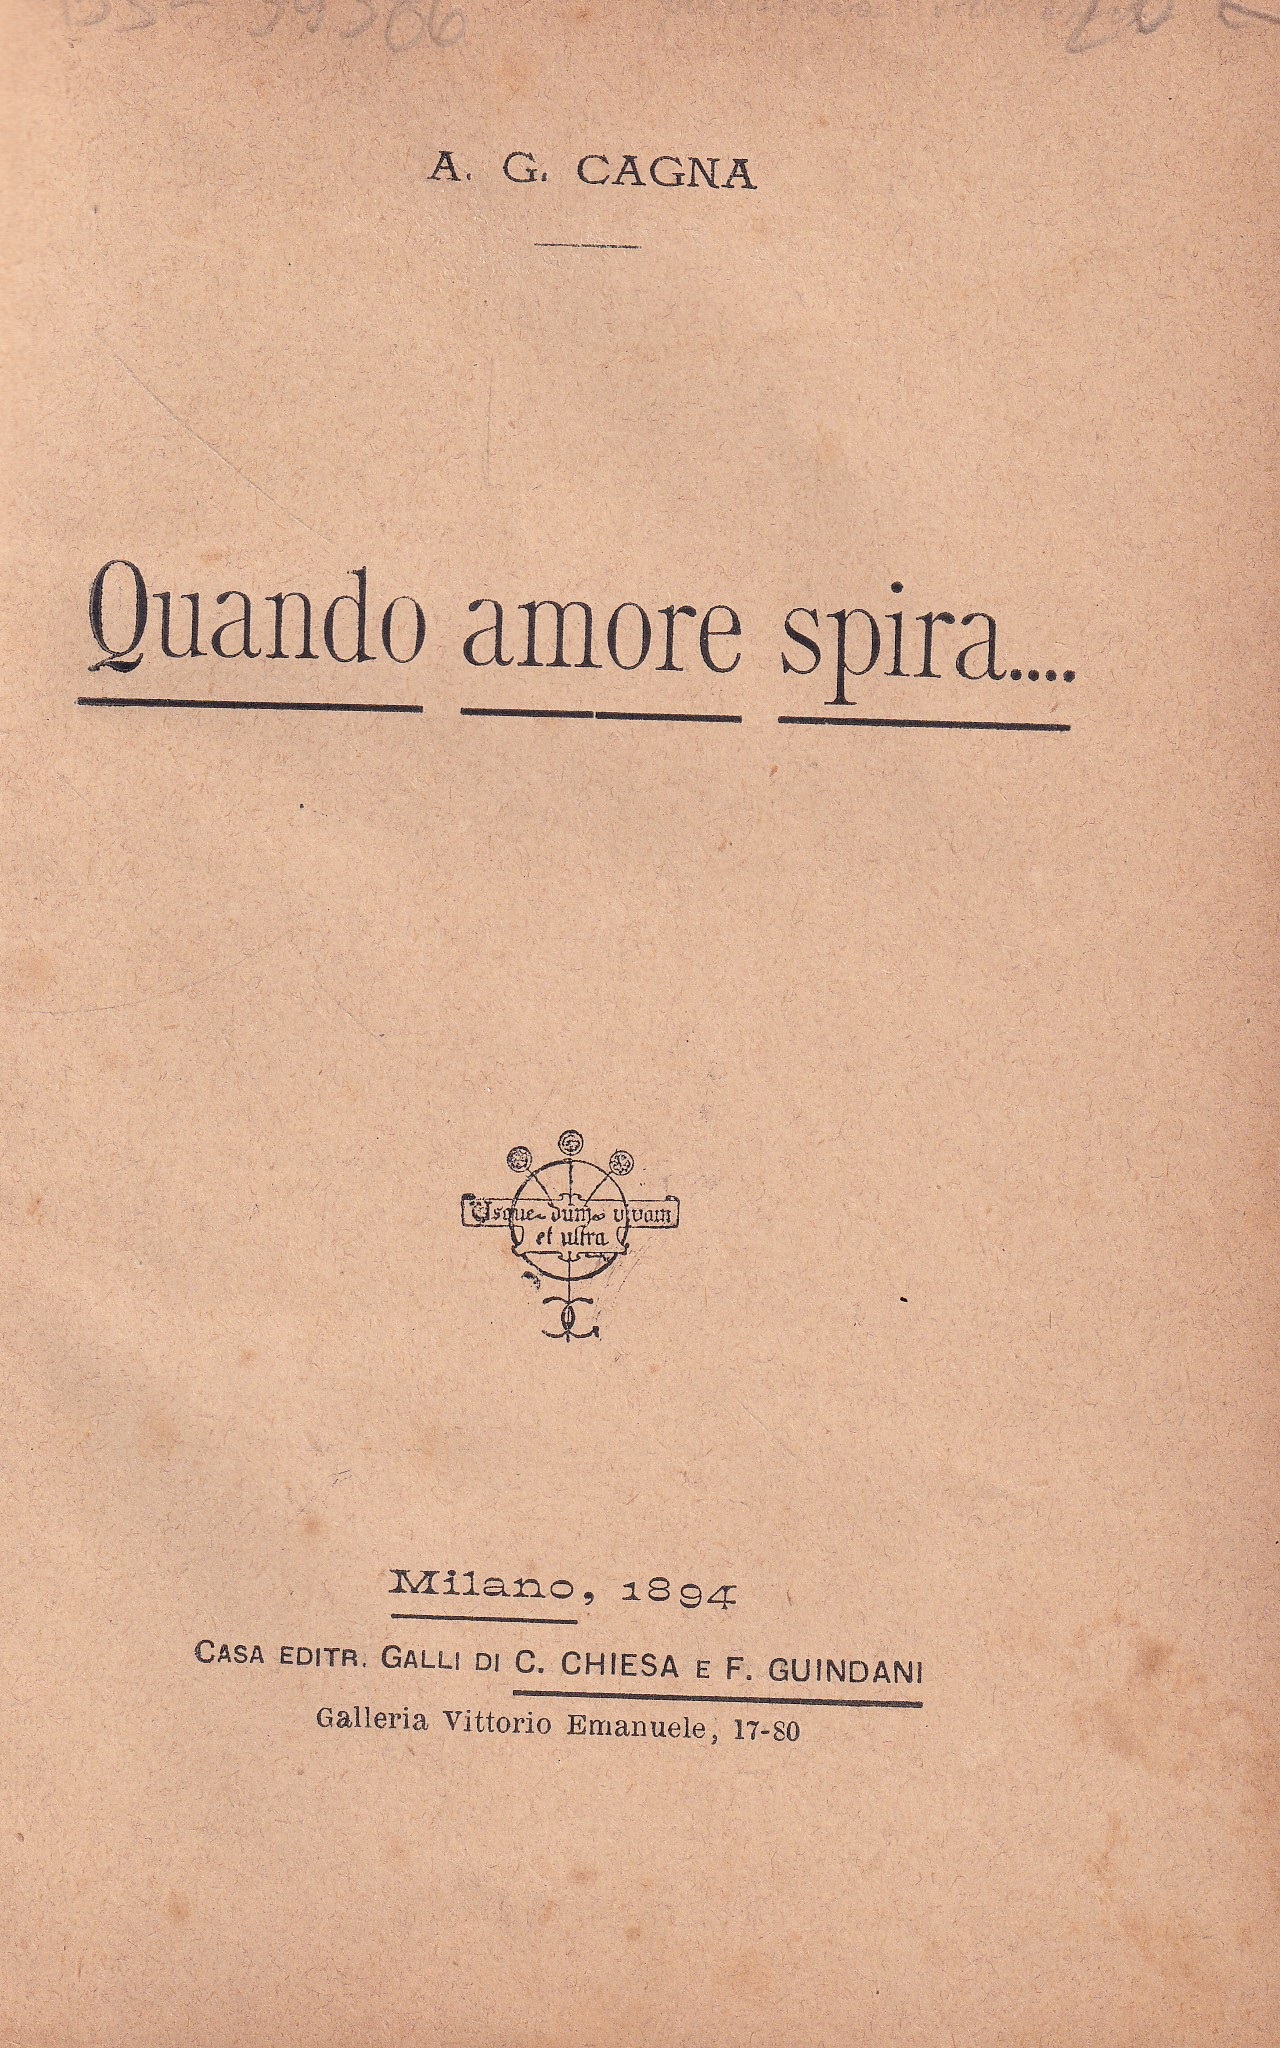 A. G. CAGNA
Quando amore spira....
Usque dum vivam
et ultra
Milano, 1894
CASA EDITR. GALLI DI C. CHIESA E F. GUINDANI
Galleria Vittorio Emanuele, 17-80